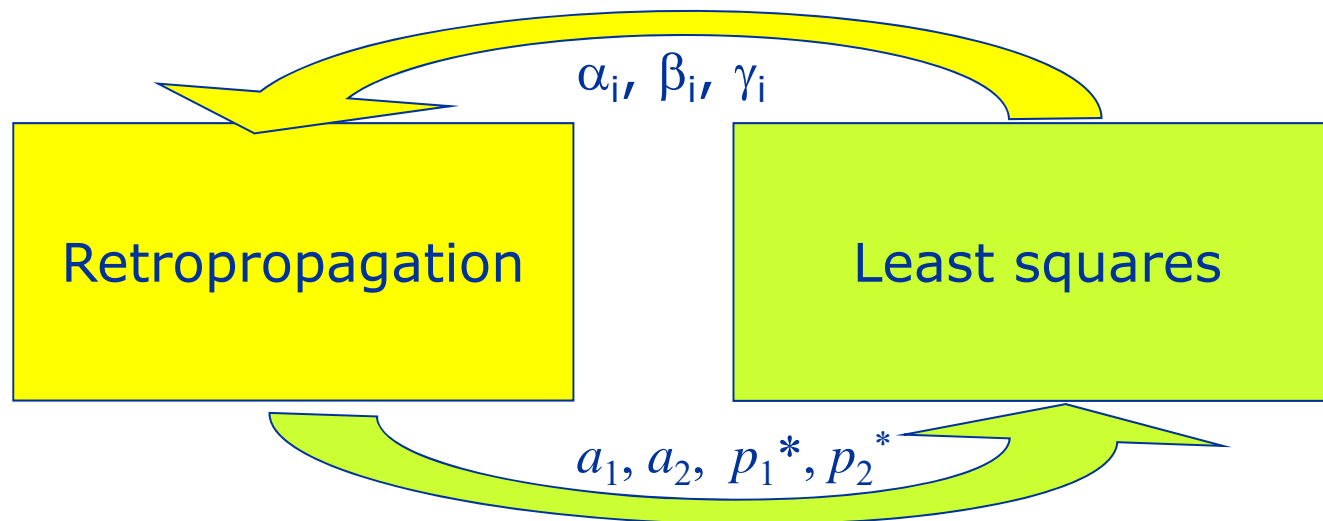 αi, βi, γi
Retropropagation
Least squares
a1, a2, p1*, p2*